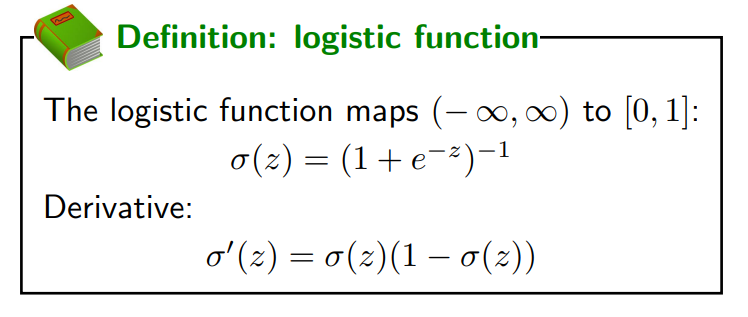 Definition: logistic function
The logistic function maps (− ∞, ∞) to [0, 1]:
σ(z) = (1 + e⁻ᶻ)⁻¹
Derivative:
σ′(z) = σ(z)(1 − σ(z))